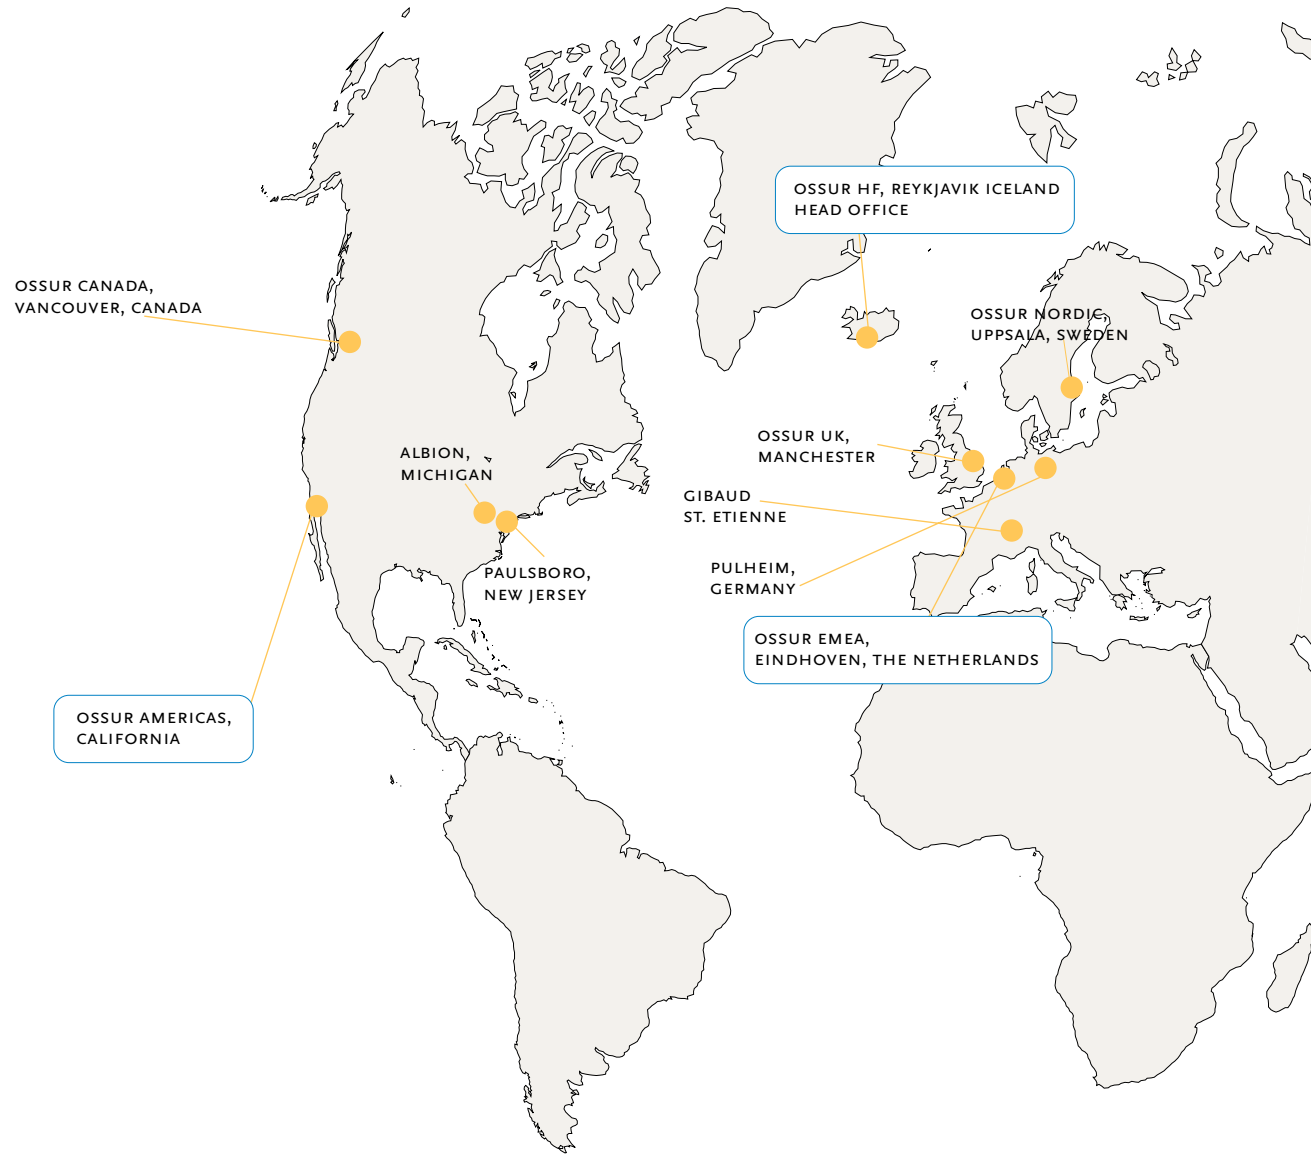 OSSUR HF, REYKJAVIK ICELAND
HEAD OFFICE
OSSUR CANADA,
VANCOUVER, CANADA
OSSUR NORDIC,
UPPSALA, SWEDEN
OSSUR UK,
MANCHESTER
ALBION,
MICHIGAN
GIBAUD
ST. ETIENNE
PULHEIM,
GERMANY
PAULSBORO,
NEW JERSEY
OSSUR EMEA,
EINDHOVEN, THE NETHERLANDS
OSSUR AMERICAS,
CALIFORNIA